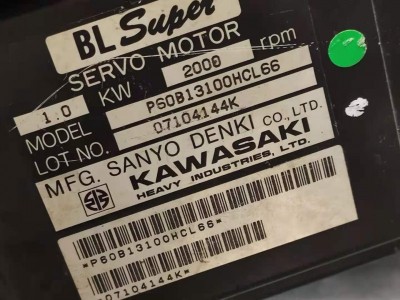 BL Super
SERVO MOTOR
1.0 KW 2000 rpm
MODEL P60B13100HCL66
LOT-NO. 07104144K
MFG. SANYO DENKI CO., LTD.
KAWASAKI
HEAVY INDUSTRIES, LTD.
*P60B13100HCL66*
*07104144K*